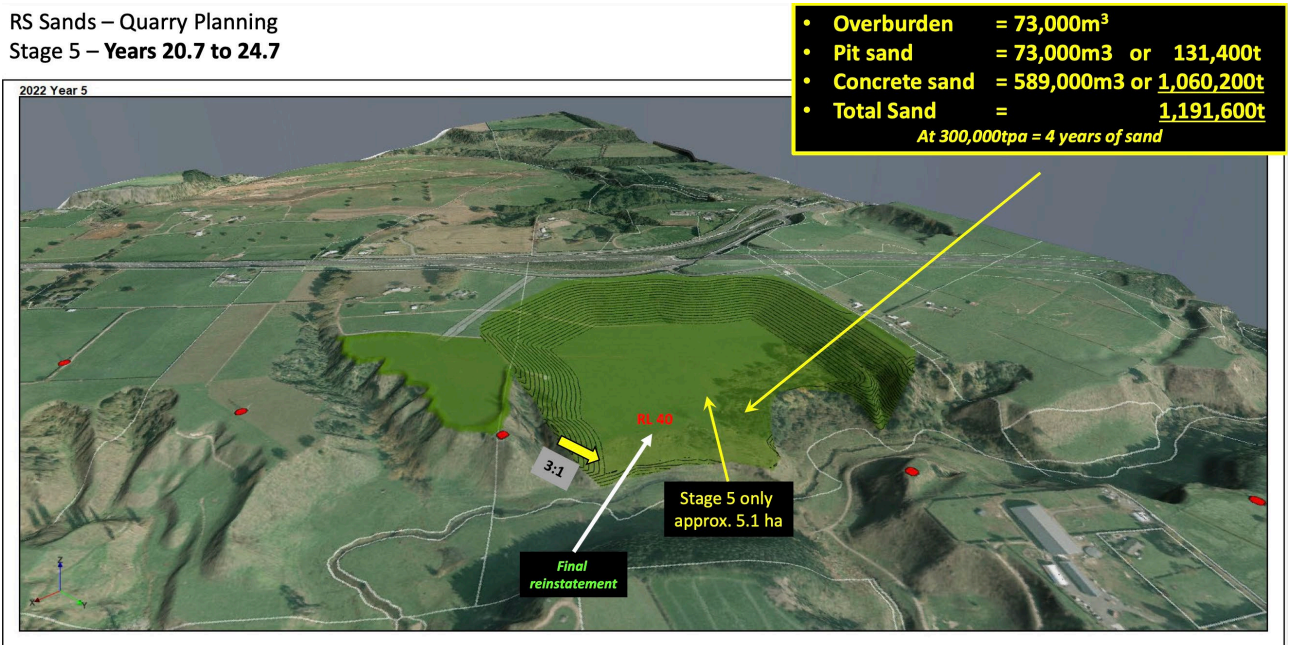 RS Sands – Quarry Planning
Stage 5 – Years 20.7 to 24.7
• Overburden = 73,000m³
• Pit sand = 73,000m3 or 131,400t
• Concrete sand = 589,000m3 or 1,060,200t
• Total Sand = 1,191,600t
At 300,000tpa = 4 years of sand
2022 Year 5
RL 40
3:1
Stage 5 only
approx. 5.1 ha
Final
reinstatement
Z
X
Y